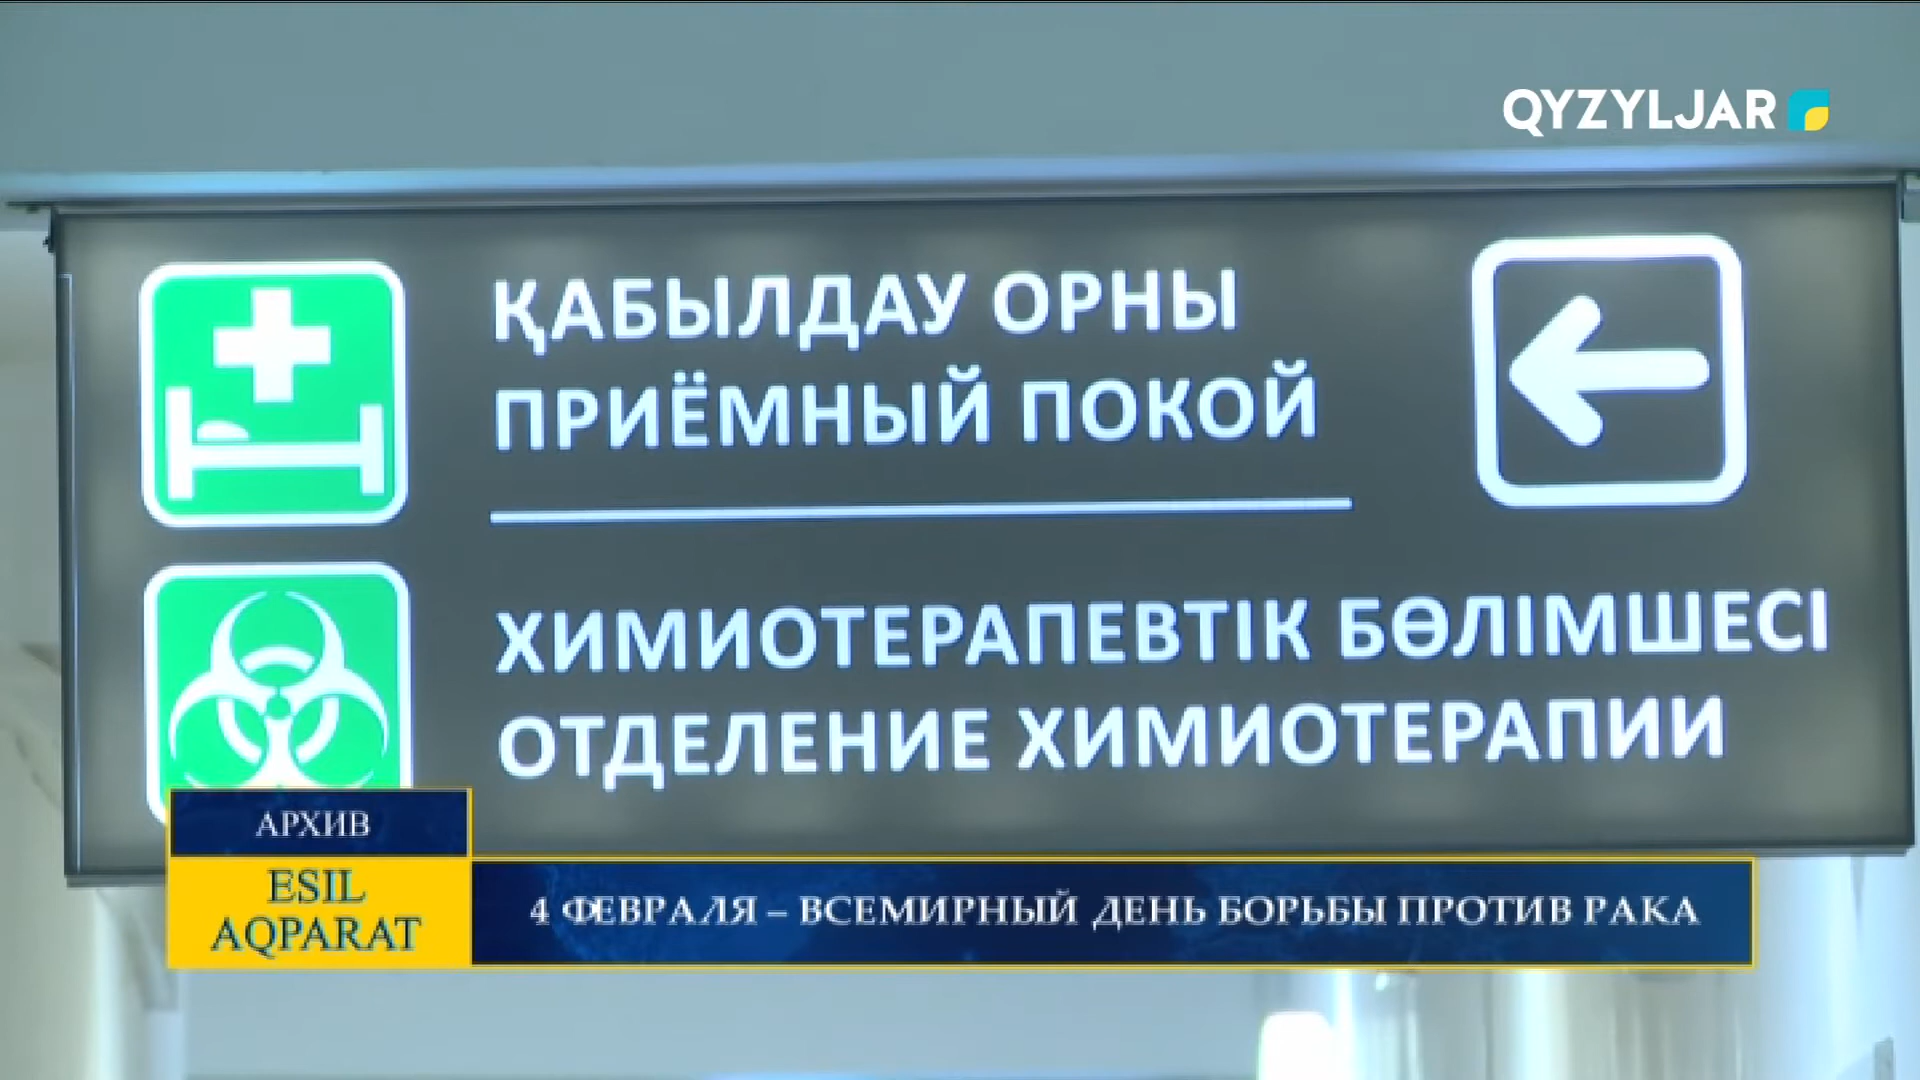 QYZYLJAR
ҚАБЫЛДАУ ОРНЫ
ПРИЁМНЫЙ ПОКОЙ
ХИМИОТЕРАПЕВТІК БӨЛІМШЕСІ
ОТДЕЛЕНИЕ ХИМИОТЕРАПИИ
АРХИВ
ESIL
AQPARAT
4 ФЕВРАЛЯ – ВСЕМИРНЫЙ ДЕНЬ БОРЬБЫ ПРОТИВ РАКА